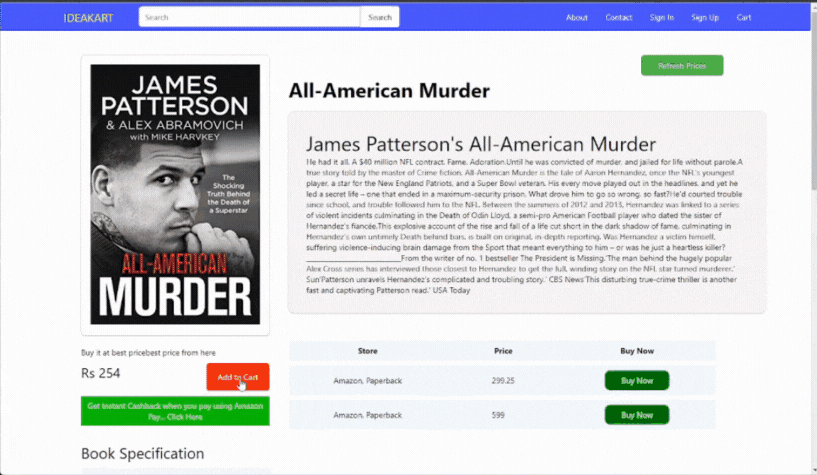 IDEAKART
Search
Search
About
Contact
Sign In
Sign Up
Cart
Refresh Prices
JAMES
PATTERSON
& ALEX ABRAMOVICH
with MIKE HARVKEY
The
Shocking
Truth Behind
the Death of
a Superstar
ALL-AMERICAN
MURDER
All-American Murder
James Patterson's All-American Murder
He had it all. A $40 million NFL contract. Fame. Adoration.Until he was convicted of murder, and jailed for life without parole.A
true story told by the master of Crime fiction, All-American Murder is the tale of Aaron Hernandez, once the NFL's youngest
player, a star for the New England Patriots, and a Super Bowl veteran. His every move played out in the headlines, and yet he
led a secret life – one that ended in a maximum-security prison. What drove him to go so wrong, so fast?He'd courted trouble
since school, and trouble followed him to the NFL. Between the summers of 2012 and 2013, Hernandez was linked to a series
of violent incidents culminating in the Death of Odin Lloyd, a semi-pro American Football player who dated the sister of
Hernandez's fiancée.This explosive account of the rise and fall of a life cut short in the dark shadow of fame, culminating in
Hernandez's own untimely Death behind bars, is built on original, in-depth reporting. Was Hernandez a victim himself,
suffering violence-inducing brain damage from the Sport that meant everything to him – or was he just a heartless killer?
___________________________From the writer of no. 1 bestseller The President is Missing.'The man behind the hugely popular
Alex Cross series has interviewed those closest to Hernandez to get the full, winding story on the NFL star turned murderer.'
Sun'Patterson unravels Hernandez's complicated and troubling story.' CBS News'This disturbing true-crime thriller is another
fast and captivating Patterson read.' USA Today
Buy it at best pricebest price from here
Rs 254
Add to Cart
Get Instant Cashback when you pay using Amazon
Pay... Click Here
Store Price Buy Now
Amazon, Paperback 299.25 Buy Now
Amazon, Paperback 599 Buy Now
Book Specification